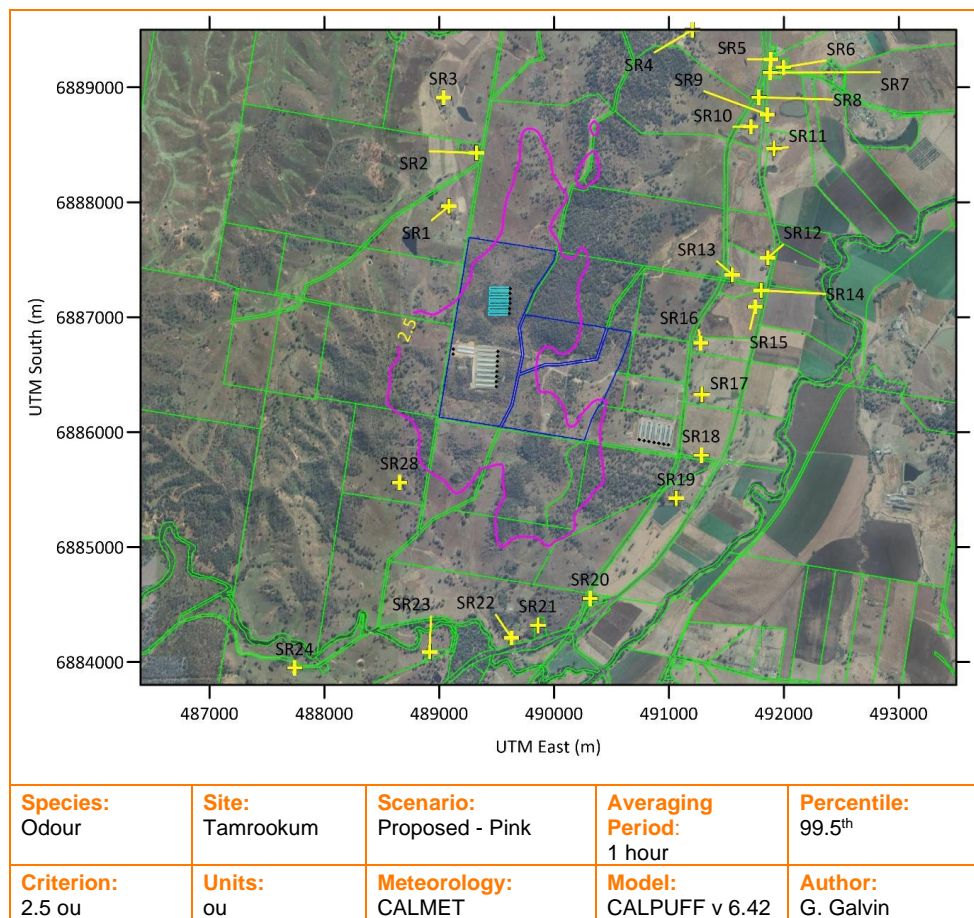 SR5
SR6
SR4
SR9
SR7
SR3
SR8
SR10
SR11
SR2
SR1
SR12
SR13
SR14
2.5
SR16
SR15
SR17
SR18
SR28
SR19
SR20
SR23
SR22
SR21
SR24
6889000
6888000
6887000
6886000
6885000
6884000
UTM South (m)
487000 488000 489000 490000 491000 492000 493000
UTM East (m)
Species:
Odour
Site:
Tamrookum
Scenario:
Proposed - Pink
Averaging
Period:
1 hour
Percentile:
99.5th
Criterion:
2.5 ou
Units:
ou
Meteorology:
CALMET
Model:
CALPUFF v 6.42
Author:
G. Galvin